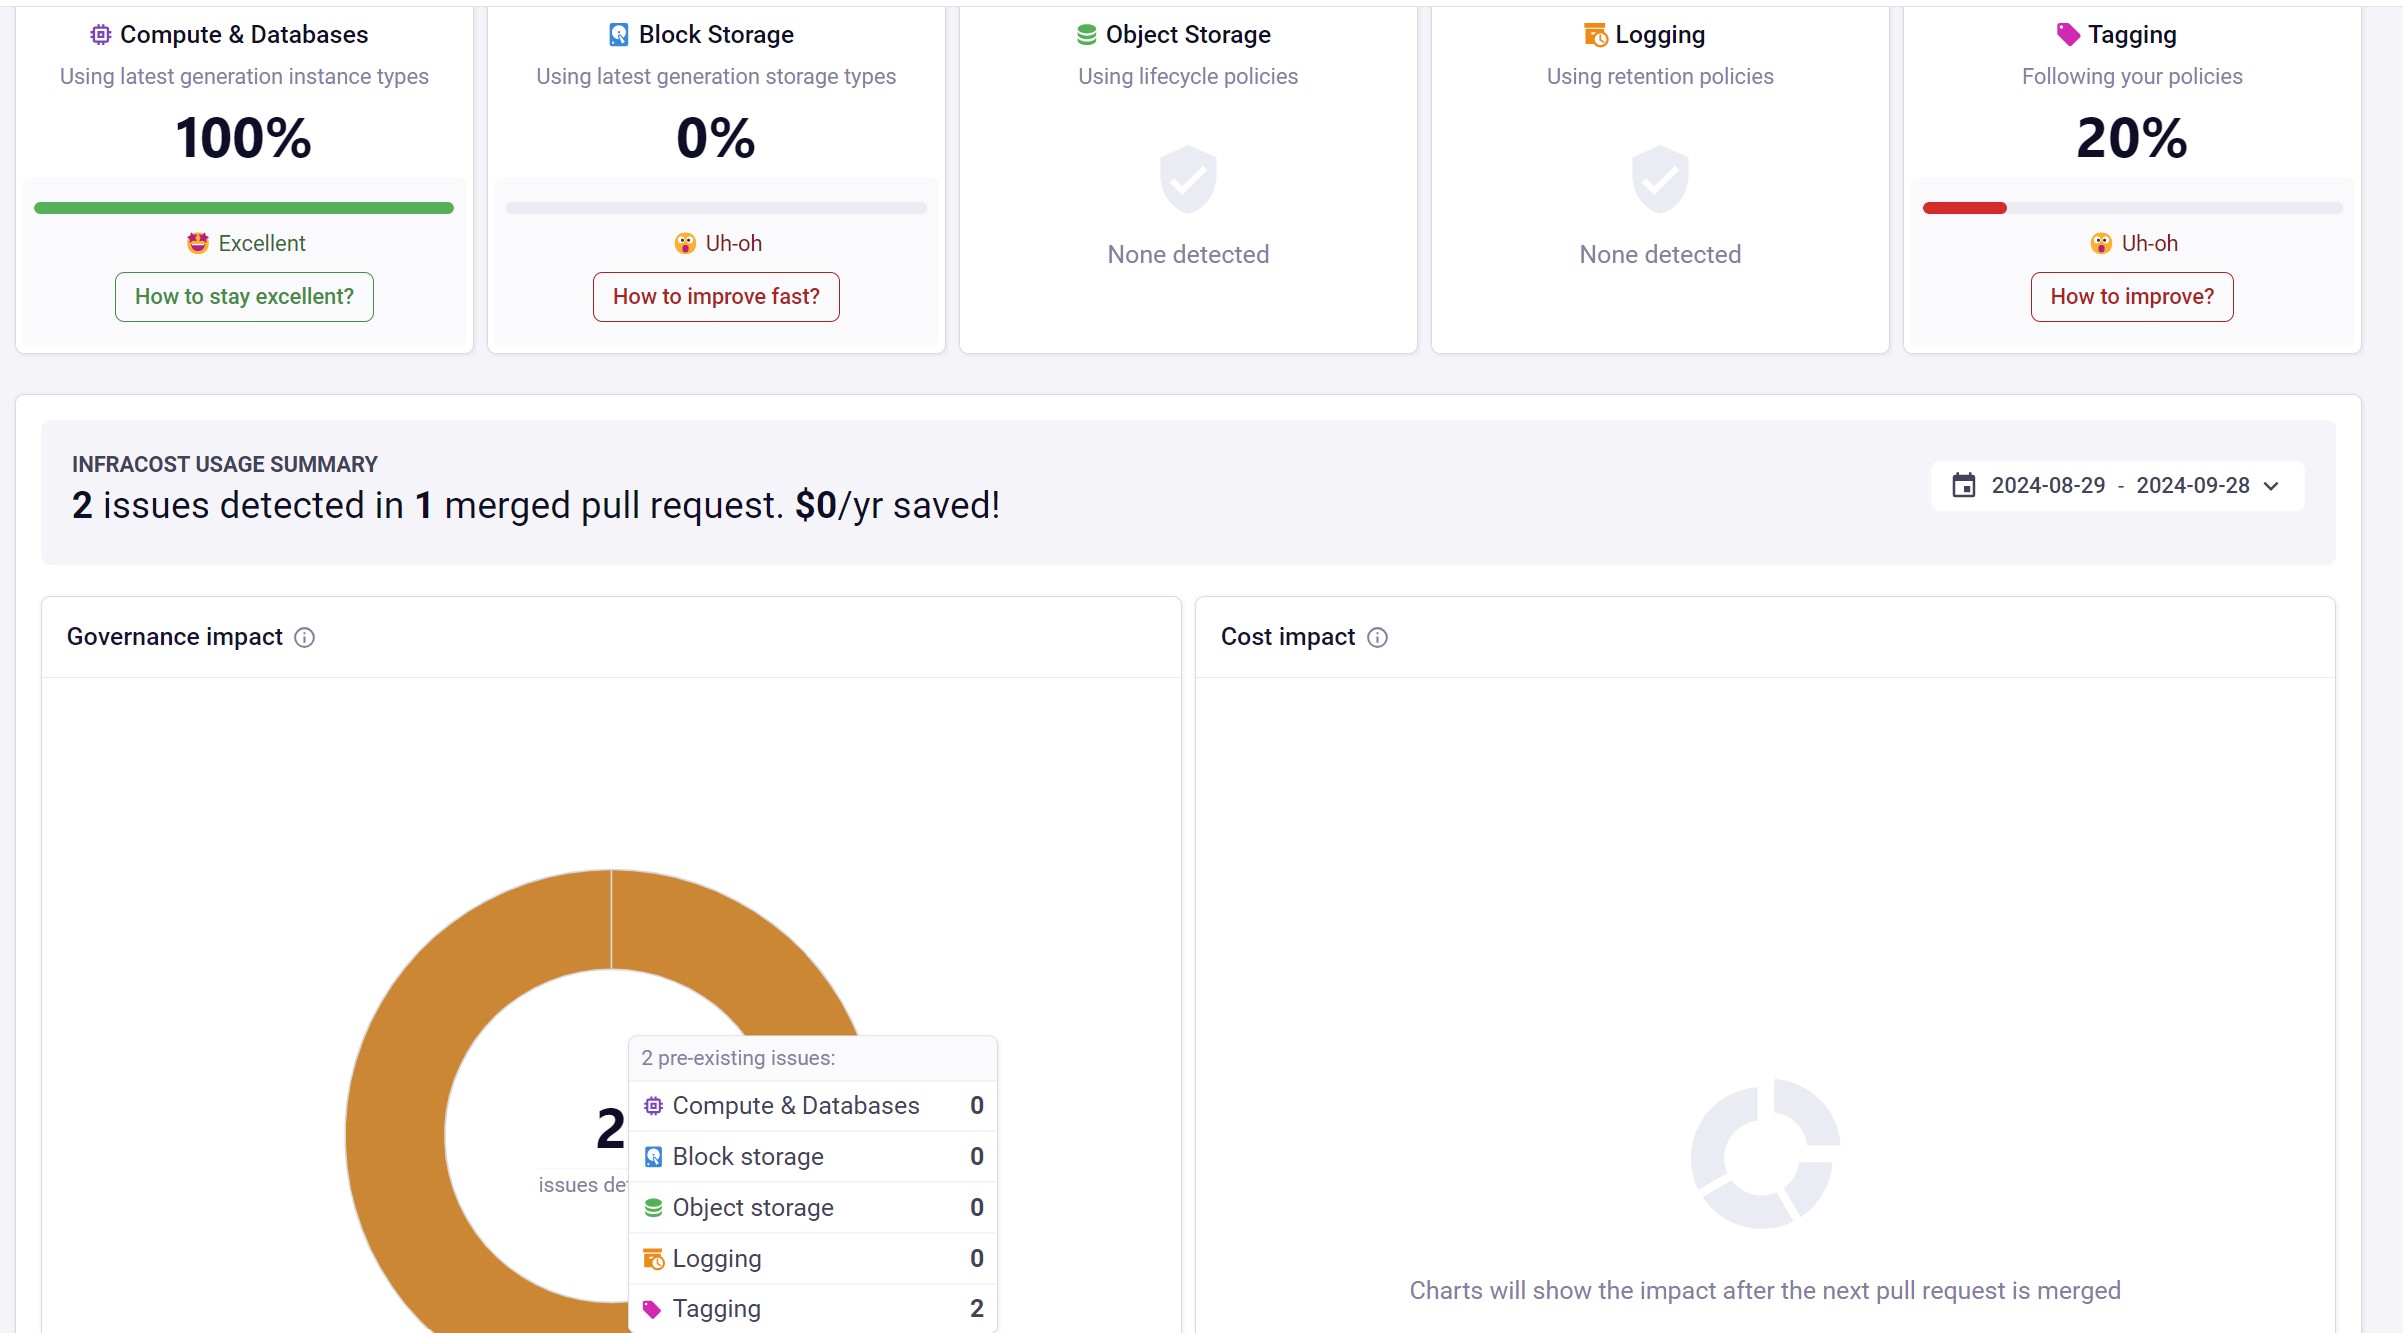 Compute & Databases
Using latest generation instance types
100%
Excellent
How to stay excellent?
Block Storage
Using latest generation storage types
0%
Uh-oh
How to improve fast?
Object Storage
Using lifecycle policies
None detected
Logging
Using retention policies
None detected
Tagging
Following your policies
20%
Uh-oh
How to improve?
INFRACOST USAGE SUMMARY
2 issues detected in 1 merged pull request. $0/yr saved!
2024-08-29 - 2024-09-28
Governance impact
2
issues
2 pre-existing issues:
Compute & Databases 0
Block storage 0
Object storage 0
Logging 0
Tagging 2
Cost impact
Charts will show the impact after the next pull request is merged